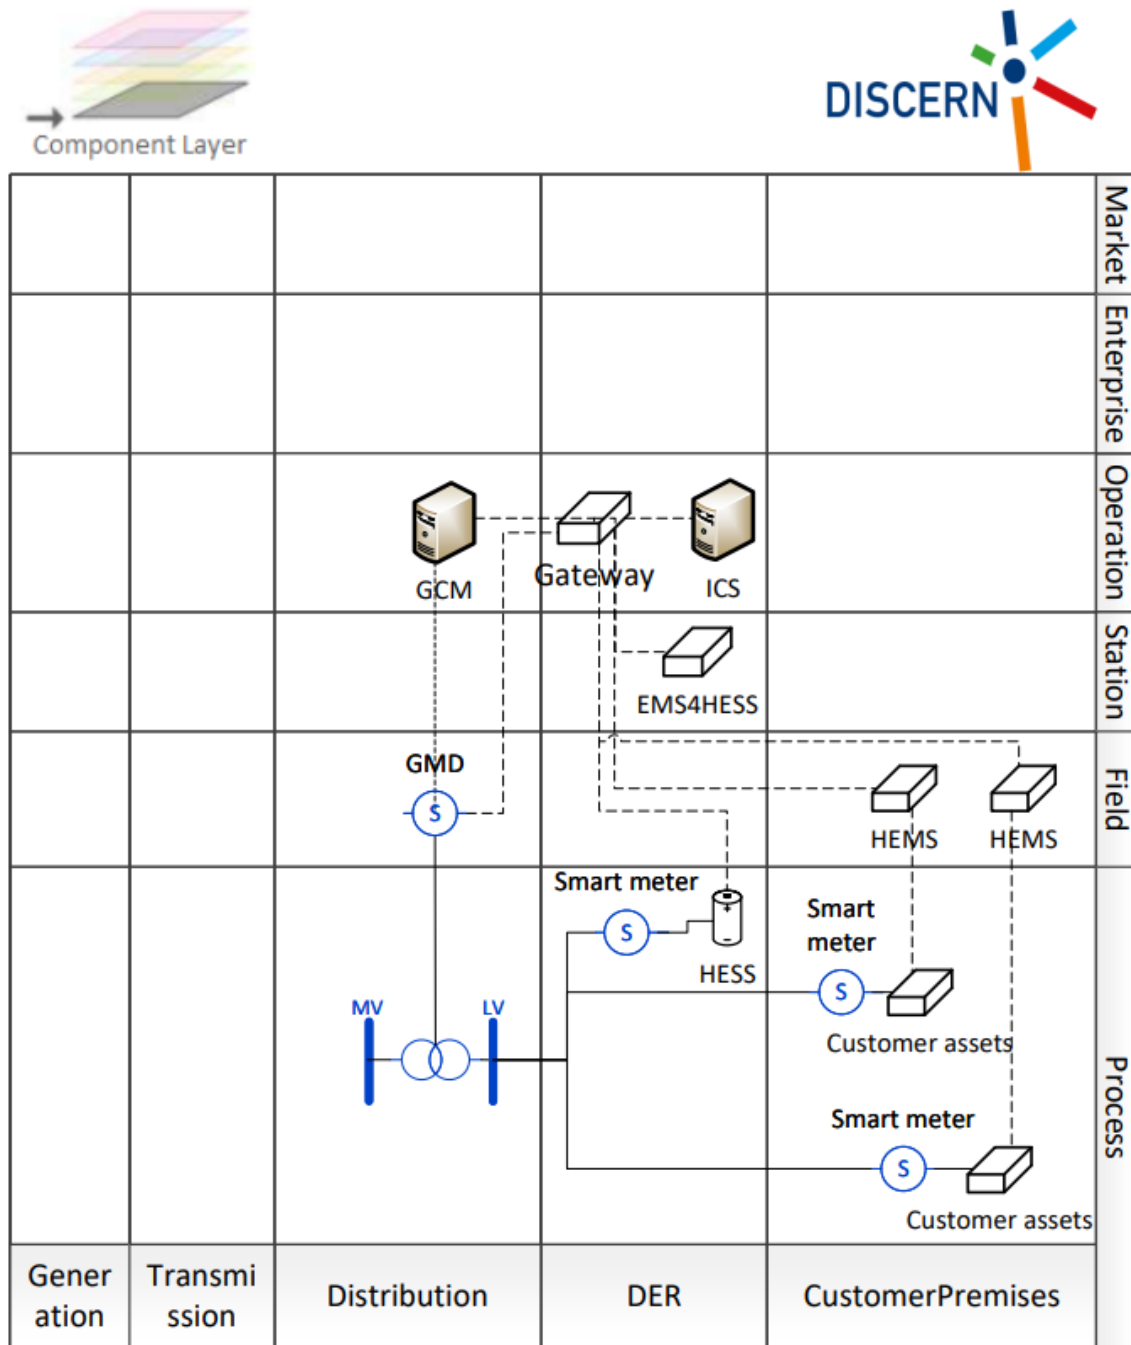 Component Layer
DISCERN
Market
Enterprise
Operation
GCM
Gateway
ICS
Station
EMS4HESS
Field
GMD
S
HEMS
HEMS
Process
Smart meter
S
HESS
Smart
meter
S
Customer assets
MV
LV
Smart meter
S
Customer assets
Gener
ation
Transmi
ssion
Distribution
DER
CustomerPremises